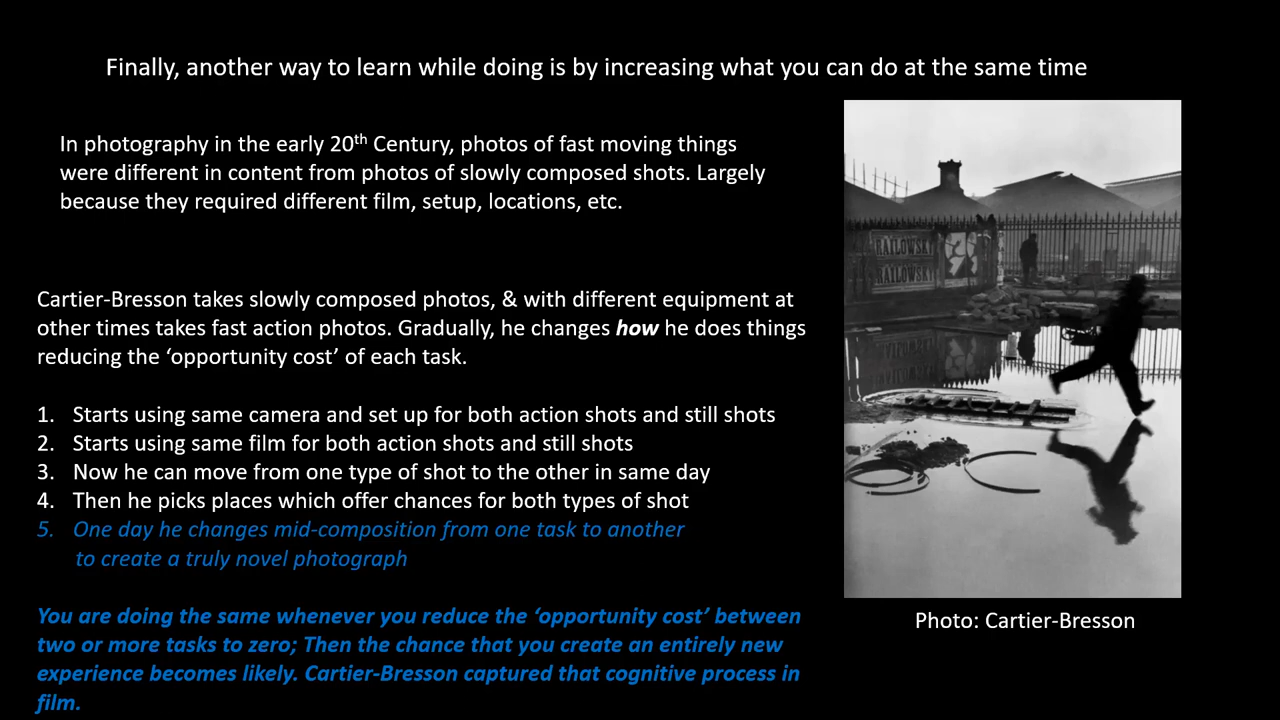 Finally, another way to learn while doing is by increasing what you can do at the same time
In photography in the early 20th Century, photos of fast moving things
were different in content from photos of slowly composed shots. Largely
because they required different film, setup, locations, etc.
Cartier-Bresson takes slowly composed photos, & with different equipment at
other times takes fast action photos. Gradually, he changes how he does things
reducing the ‘opportunity cost’ of each task.
1. Starts using same camera and set up for both action shots and still shots
2. Starts using same film for both action shots and still shots
3. Now he can move from one type of shot to the other in same day
4. Then he picks places which offer chances for both types of shot
5. One day he changes mid-composition from one task to another
to create a truly novel photograph
You are doing the same whenever you reduce the ‘opportunity cost’ between
two or more tasks to zero; Then the chance that you create an entirely new
experience becomes likely. Cartier-Bresson captured that cognitive process in
film.
RAILOWSKY
RAILOWSKY
Photo: Cartier-Bresson